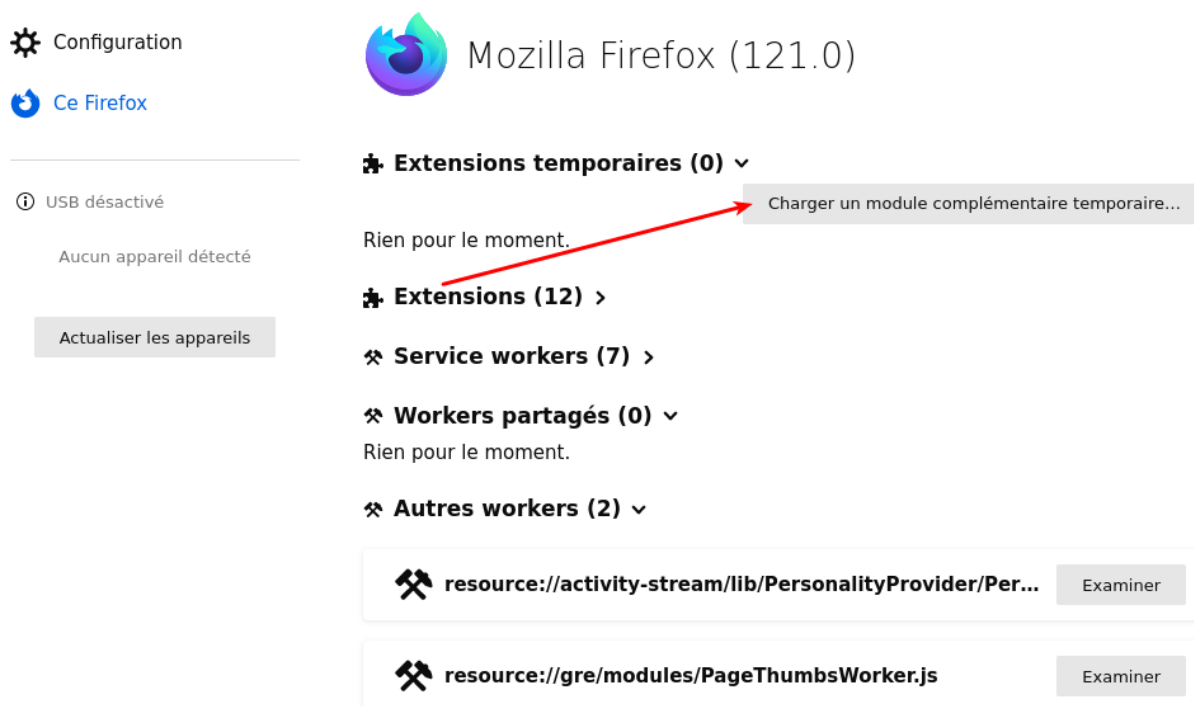 Configuration
Ce Firefox
USB désactivé
Aucun appareil détecté
Actualiser les appareils
Mozilla Firefox (121.0)
Extensions temporaires (0)
Charger un module complémentaire temporaire…
Rien pour le moment.
Extensions (12)
Service workers (7)
Workers partagés (0)
Rien pour le moment.
Autres workers (2)
resource://activity-stream/lib/PersonalityProvider/Per…
Examiner
resource://gre/modules/PageThumbsWorker.js
Examiner